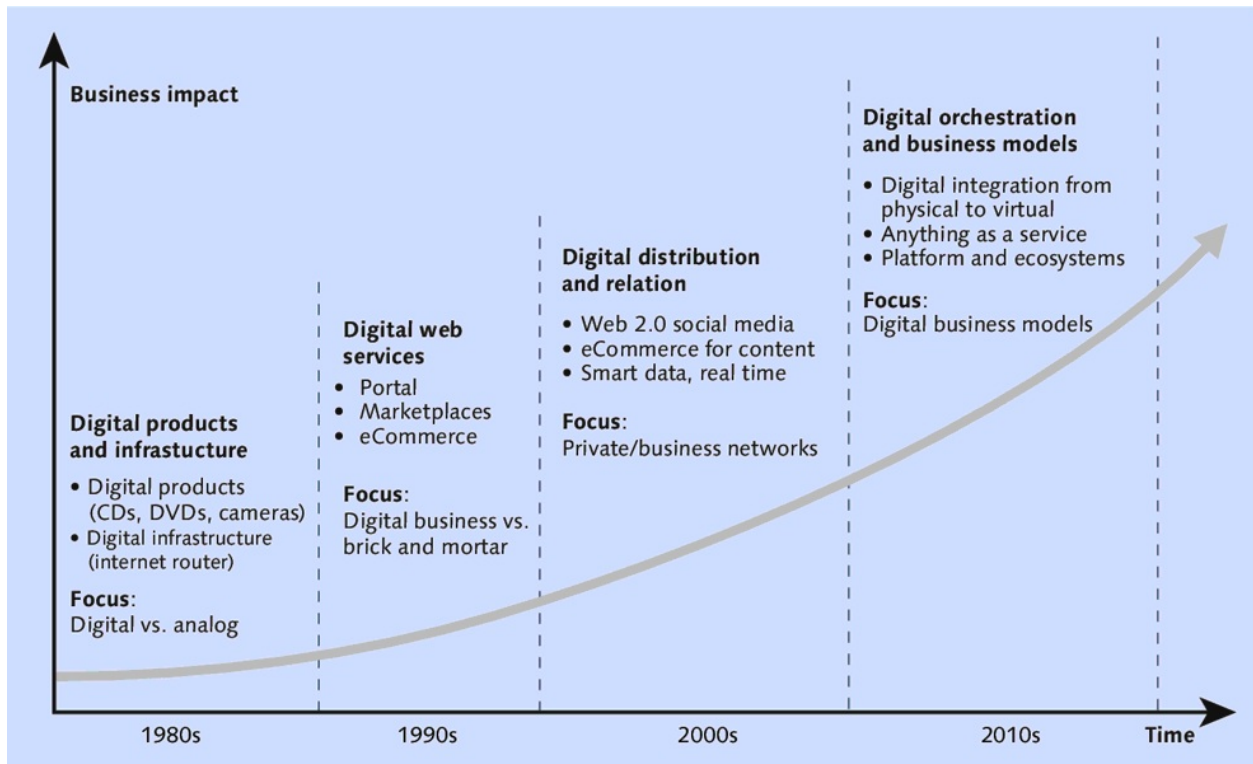 Business impact
Digital products
and infrastucture
• Digital products
(CDs, DVDs, cameras)
• Digital infrastructure
(internet router)
Focus:
Digital vs. analog
Digital web
services
• Portal
• Marketplaces
• eCommerce
Focus:
Digital business vs.
brick and mortar
Digital distribution
and relation
• Web 2.0 social media
• eCommerce for content
• Smart data, real time
Focus:
Private/business networks
Digital orchestration
and business models
• Digital integration from
physical to virtual
• Anything as a service
• Platform and ecosystems
Focus:
Digital business models
1980s
1990s
2000s
2010s
Time